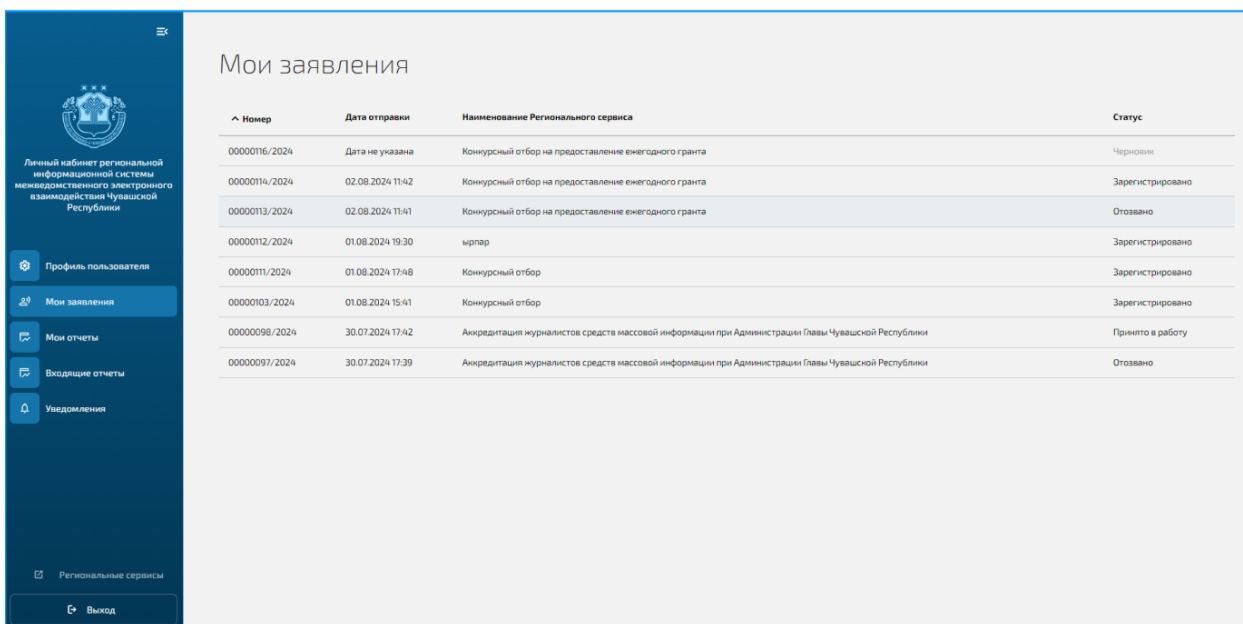 Личный кабинет региональной
информационной системы
межведомственного электронного
взаимодействия Чувашской
Республики
Профиль пользователя
Мои заявления
Мои отчеты
Входящие отчеты
Уведомления
Региональные сервисы
Выход
Мои заявления
Номер Дата отправки Наименование Регионального сервиса Статус
00000116/2024 Дата не указана Конкурсный отбор на предоставление ежегодного гранта Черновик
00000114/2024 02.08.2024 11:42 Конкурсный отбор на предоставление ежегодного гранта Зарегистрировано
00000113/2024 02.08.2024 11:41 Конкурсный отбор на предоставление ежегодного гранта Отозвано
00000112/2024 01.08.2024 19:30 ырпар Зарегистрировано
00000111/2024 01.08.2024 17:48 Конкурсный отбор Зарегистрировано
00000103/2024 01.08.2024 15:41 Конкурсный отбор Зарегистрировано
00000098/2024 30.07.2024 17:42 Аккредитация журналистов средств массовой информации при Администрации Главы Чувашской Республики Принято в работу
00000097/2024 30.07.2024 17:39 Аккредитация журналистов средств массовой информации при Администрации Главы Чувашской Республики Отозвано